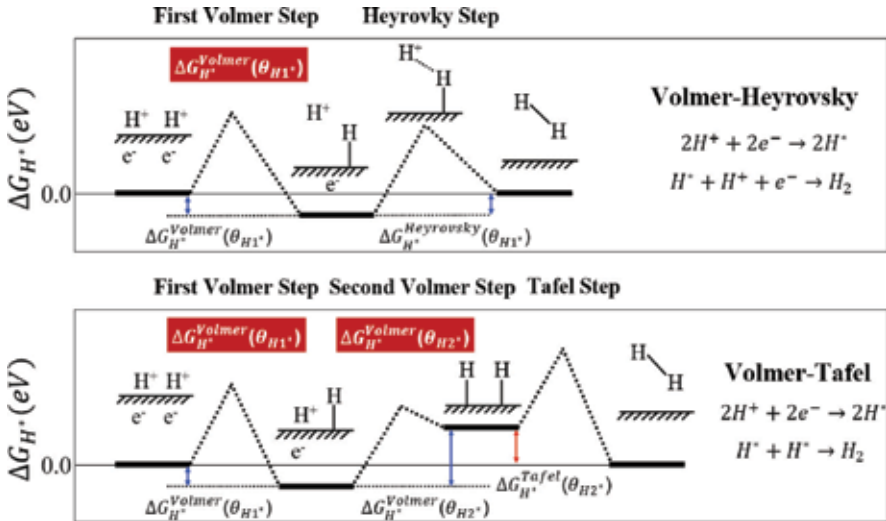 First Volmer Step Heyrovky Step
ΔG_{H*}^{Volmer}(θ_{H1*})
H⁺ H⁺
e⁻ e⁻
H⁺
H
e⁻
H⁺
H
H
H
ΔG_{H*}(eV)
0.0
ΔG_{H*}^{Volmer}(θ_{H1*})
ΔG_{H*}^{Heyrovsky}(θ_{H1*})
Volmer-Heyrovsky
2H⁺ + 2e⁻ → 2H*
H* + H⁺ + e⁻ → H₂
First Volmer Step Second Volmer Step Tafel Step
ΔG_{H*}^{Volmer}(θ_{H1*})
ΔG_{H*}^{Volmer}(θ_{H2*})
H⁺ H⁺
e⁻ e⁻
H⁺ H
e⁻
H H
H
H
ΔG_{H*}(eV)
0.0
ΔG_{H*}^{Volmer}(θ_{H1*})
ΔG_{H*}^{Volmer}(θ_{H2*})
ΔG_{H*}^{Tafel}(θ_{H2*})
Volmer-Tafel
2H⁺ + 2e⁻ → 2H*
H* + H* → H₂